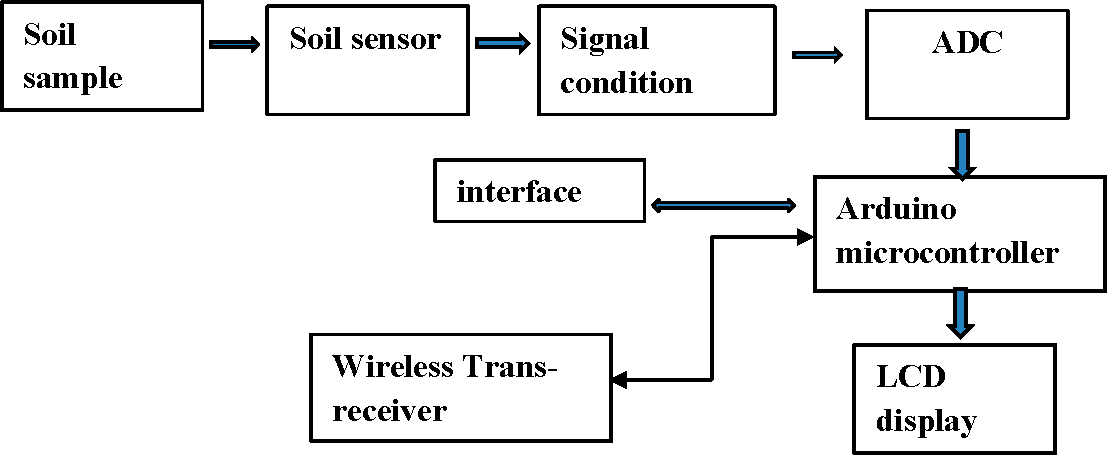 Soil
sample
Soil sensor
Signal
condition
ADC
interface
Arduino
microcontroller
Wireless Trans-
receiver
LCD
display